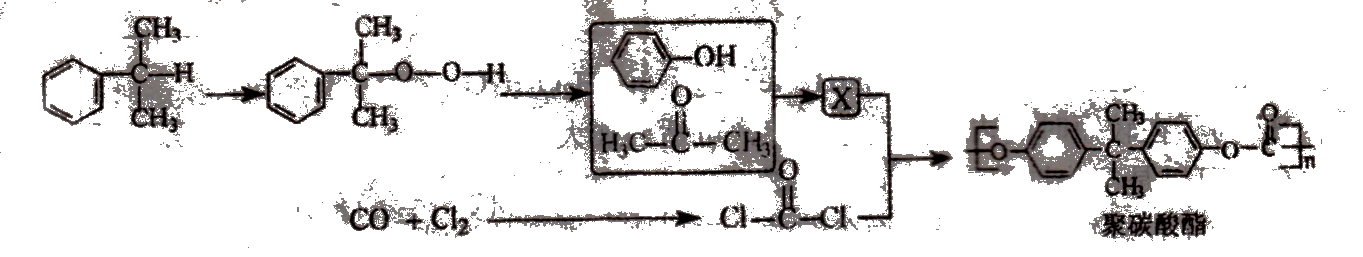 CH₃
C—H
CH₃
CH₃
C—O—O—H
CH₃
OH
O
H₃C—C—CH₃
X
CO + Cl₂
O
Cl—C—Cl
O
CH₃
C
CH₃
O—C
O
n
聚碳酸酯